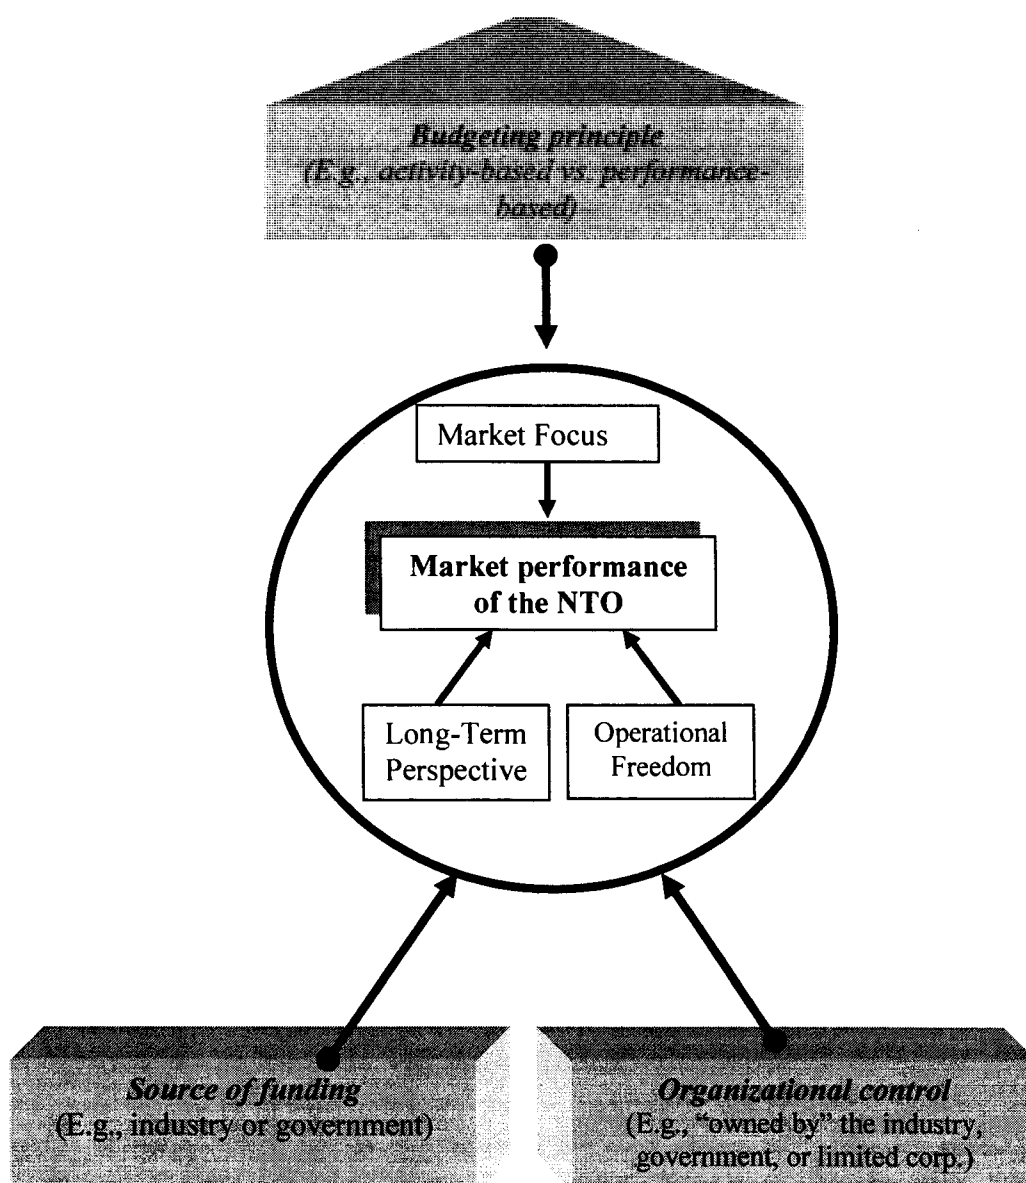 Budgeting principle
(E.g., activity-based vs. performance-
based)
Market Focus
Market performance
of the NTO
Long-Term
Perspective
Operational
Freedom
Source of funding
(E.g., industry or government)
Organizational control
(E.g., “owned by” the industry,
government, or limited corp.)